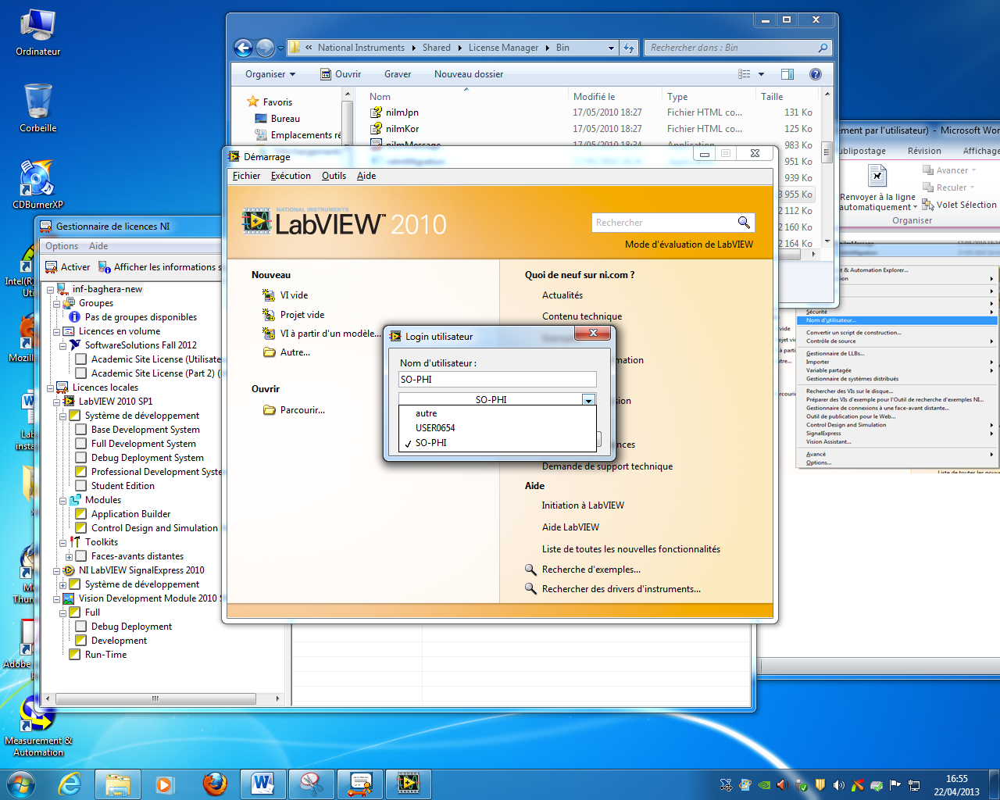 Ordinateur
Corbeille
CDBurnerXP
Intel(R)
Mozil
Lab
insta
Thun
Adobe
Measurement &
Automation
« National Instruments ▸ Shared ▸ License Manager ▸ Bin
Rechercher dans : Bin
Organiser
Ouvrir
Graver
Nouveau dossier
Favoris
Bureau
Emplacements ré
Nom
Modifié le
Type
Taille
nilmJpn
17/05/2010 18:27
Fichier HTML co...
131 Ko
nilmKor
17/05/2010 18:27
Fichier HTML co...
125 Ko
nilmMessage
17/05/2010 18:34
Application
983 Ko
951 Ko
939 Ko
3 955 Ko
2 112 Ko
2 160 Ko
2 164 Ko
ement par l'utilisateur) - Microsoft Wor
ublipostage
Révision
Affichage
Renvoyer à la ligne
automatiquement
Avancer
Reculer
Volet Sélection
Organiser
t & Automation Explorer...
Sécurité
Nom d'utilisateur...
Convertir un script de construction...
Contrôle de source
Gestionnaire de LLBs...
Importer
Variable partagée
Gestionnaire de systèmes distribués
Rechercher des VIs sur le disque...
Préparer des VIs d'exemple pour l'Outil de recherche d'exemples NI...
Gestionnaire de connexions à une face-avant distante...
Outil de publication pour le Web...
Control Design and Simulation
SignalExpress
Vision Assistant...
Avancé
Options...
Liste de toutes les nouve
Gestionnaire de licences NI
Options
Aide
Activer
Afficher les informations s
inf-baghera-new
Groupes
Pas de groupes disponibles
Licences en volume
SoftwareSolutions Fall 2012
Academic Site License (Utilisate
Academic Site License (Part 2) (
Licences locales
LabVIEW 2010 SP1
Système de développement
Base Development System
Full Development System
Debug Deployment System
Professional Development Syste
Student Edition
Modules
Application Builder
Control Design and Simulation
Toolkits
Faces-avants distantes
NI LabVIEW SignalExpress 2010
Système de développement
Vision Development Module 2010 S
Full
Debug Deployment
Development
Run-Time
Démarrage
Fichier
Exécution
Outils
Aide
NATIONAL INSTRUMENTS
LabVIEW™ 2010
Rechercher
Mode d'évaluation de LabVIEW
Nouveau
VI vide
Projet vide
VI à partir d'un modèle...
Autre...
Ouvrir
Parcourir...
Quoi de neuf sur ni.com ?
Actualités
Contenu technique
mation
sion
ances
Demande de support technique
Aide
Initiation à LabVIEW
Aide LabVIEW
Liste de toutes les nouvelles fonctionnalités
Recherche d'exemples...
Rechercher des drivers d'instruments...
Login utilisateur
Nom d'utilisateur :
SO-PHI
SO-PHI
autre
USER0654
✓ SO-PHI
16:55
22/04/2013